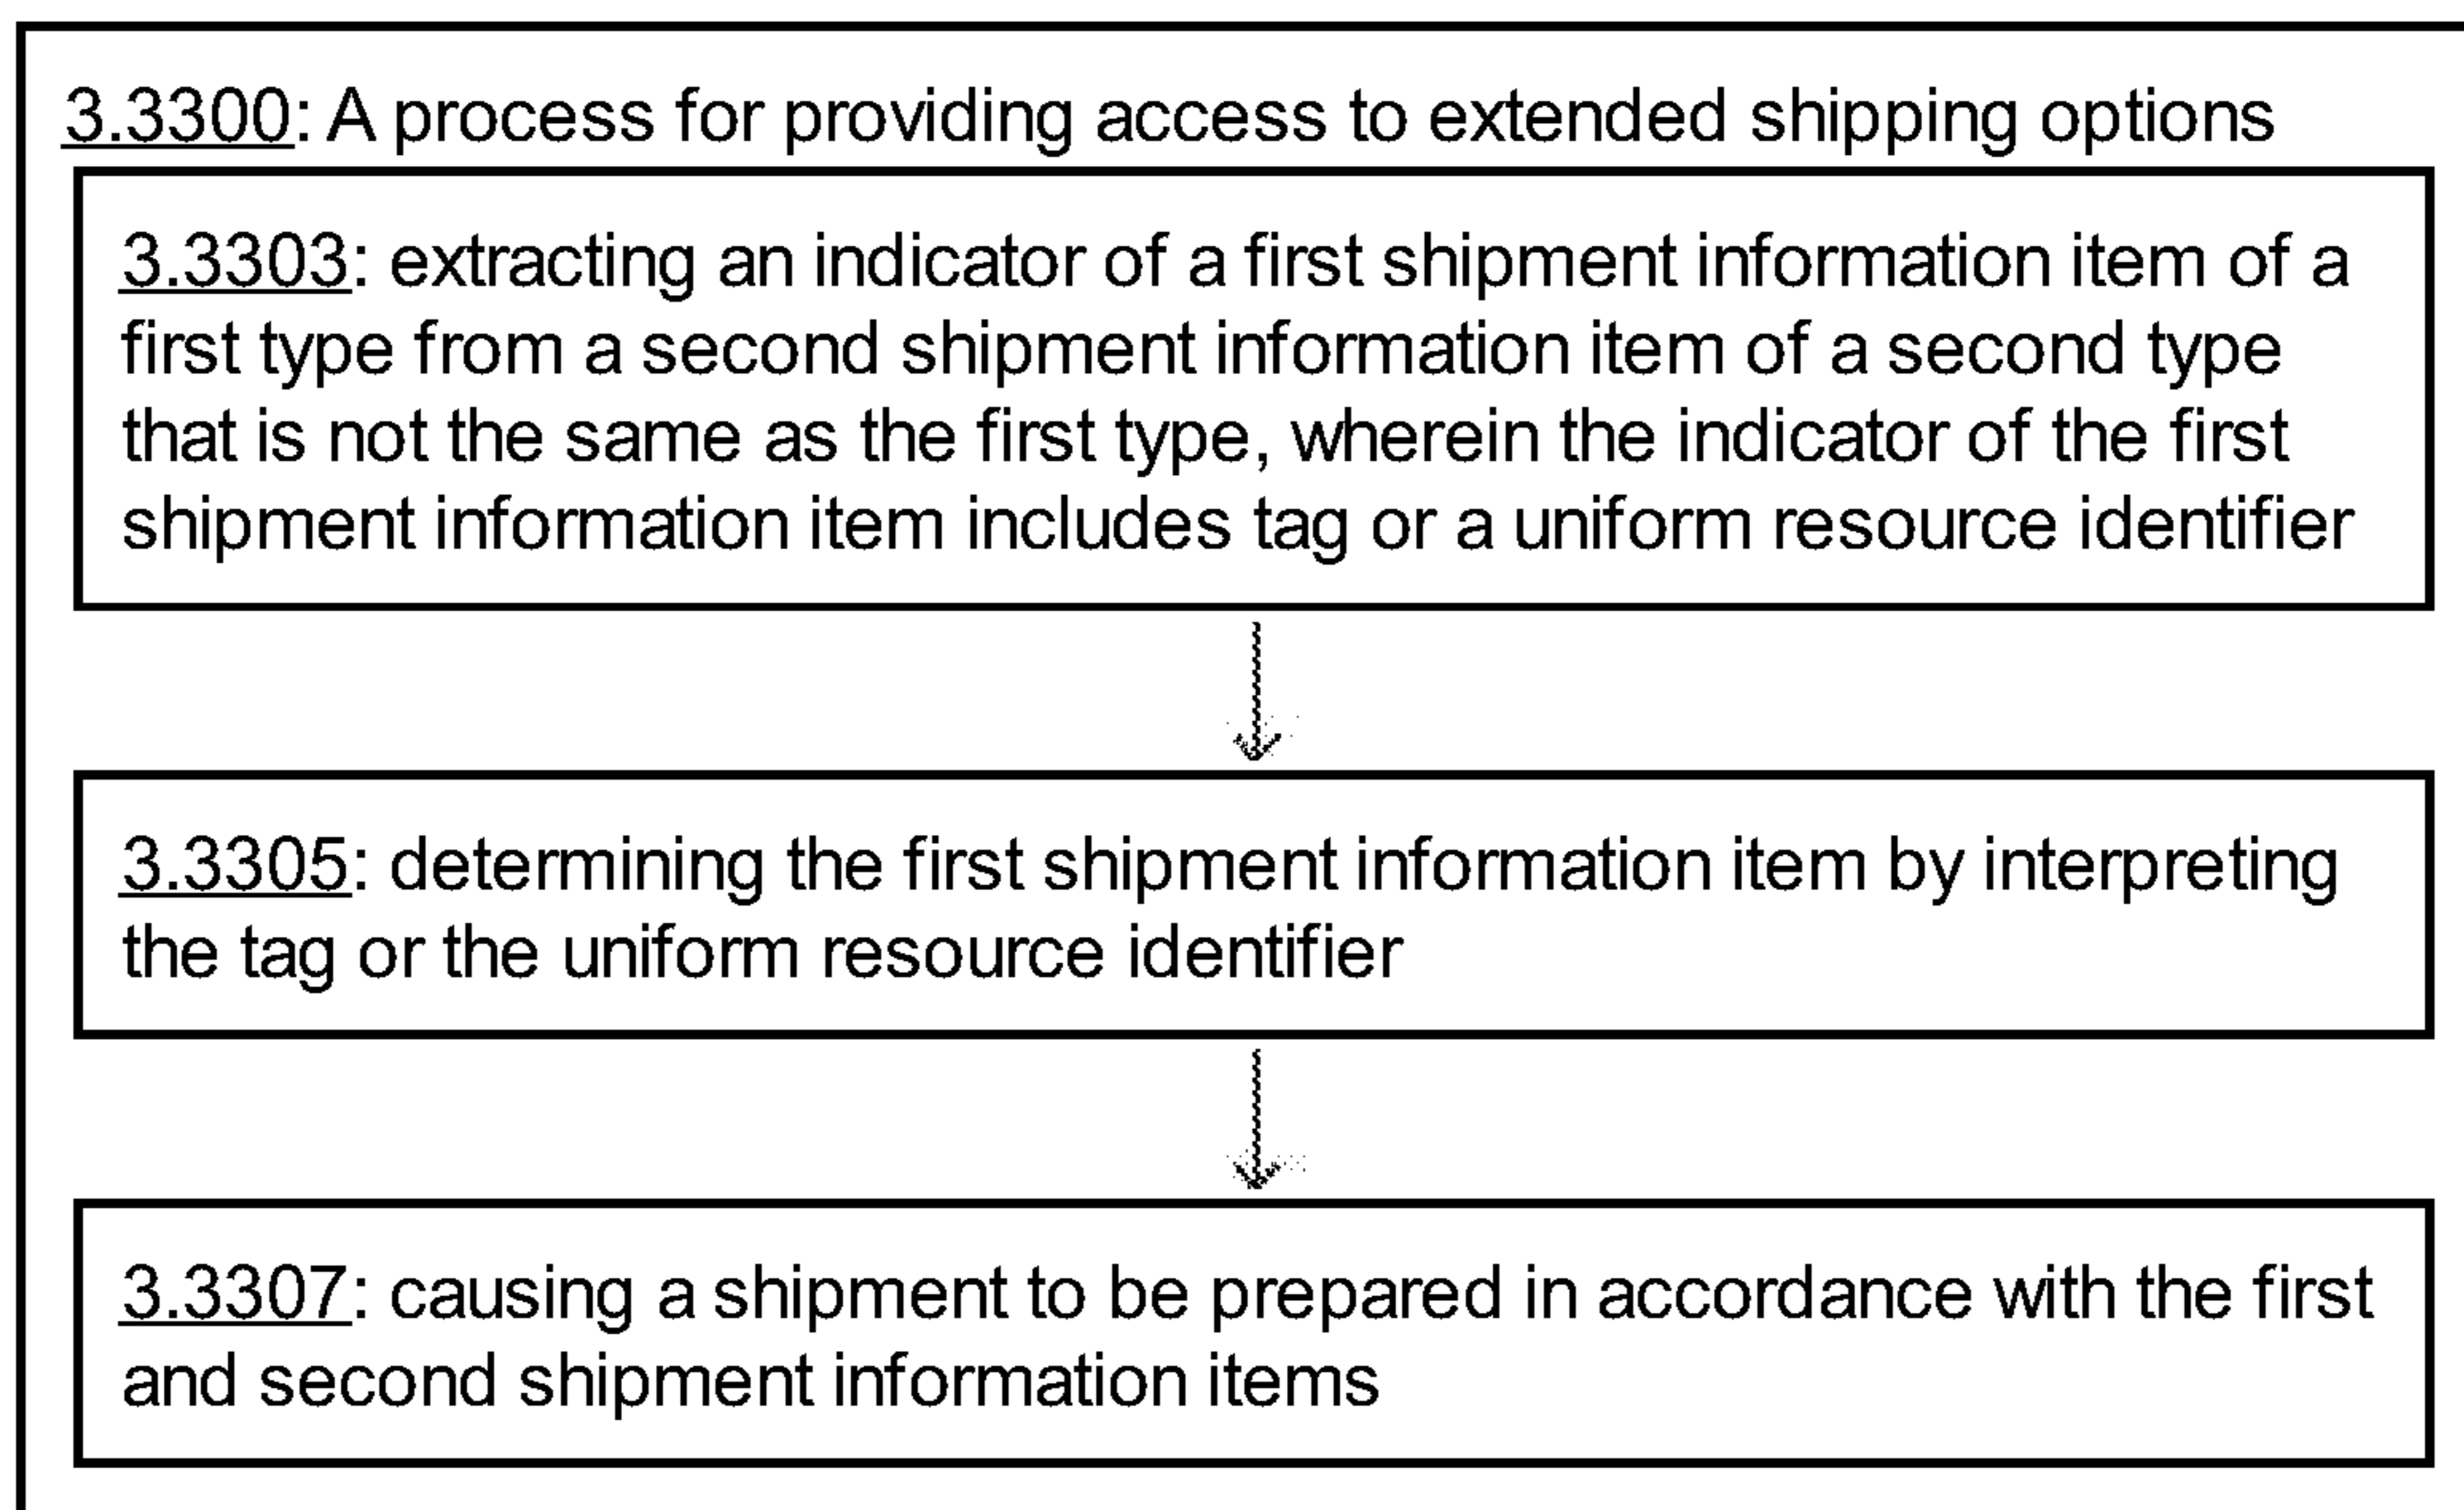 3.3300: A process for providing access to extended shipping options
3.3303: extracting an indicator of a first shipment information item of a
first type from a second shipment information item of a second type
that is not the same as the first type, wherein the indicator of the first
shipment information item includes tag or a uniform resource identifier
3.3305: determining the first shipment information item by interpreting
the tag or the uniform resource identifier
3.3307: causing a shipment to be prepared in accordance with the first
and second shipment information items